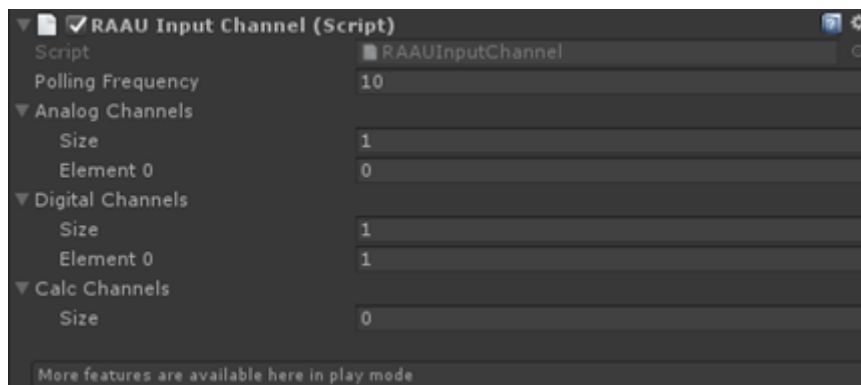 RAAU Input Channel (Script)
Script RAAUInputChannel
Polling Frequency 10
Analog Channels
Size 1
Element 0 0
Digital Channels
Size 1
Element 0 1
Calc Channels
Size 0
More features are available here in play mode